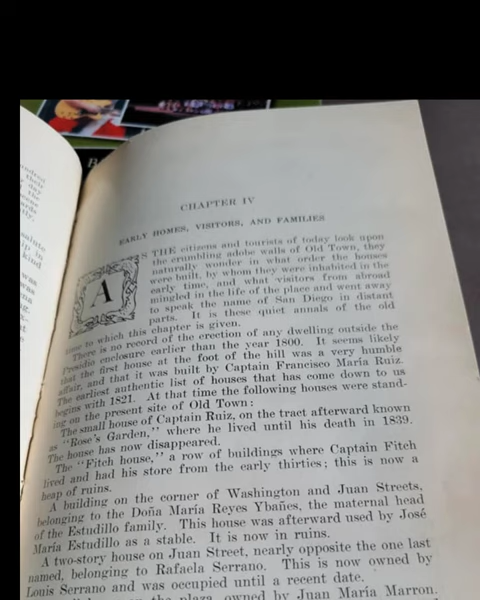 CHAPTER IV
EARLY HOMES, VISITORS, AND FAMILIES
AS THE citizens and tourists of today look upon
the crumbling adobe walls of Old Town, they
naturally wonder in what order the houses
were built, by whom they were inhabited in the
early time, and what visitors from abroad
mingled in the life of the place and went away
to speak the name of San Diego in distant
parts. It is these quiet annals of the old
time to which this chapter is given.
There is no record of the erection of any dwelling outside the
Presidio enclosure earlier than the year 1800. It seems likely
that the first house at the foot of the hill was a very humble
affair, and that it was built by Captain Francisco María Ruiz.
The earliest authentic list of houses that has come down to us
begins with 1821. At that time the following houses were stand-
ing on the present site of Old Town:
The small house of Captain Ruiz, on the tract afterward known
as "Rose's Garden," where he lived until his death in 1839.
The house has now disappeared.
The "Fitch house," a row of buildings where Captain Fitch
lived and had his store from the early thirties; this is now a
heap of ruins.
A building on the corner of Washington and Juan Streets,
belonging to the Doña María Reyes Ybañes, the maternal head
of the Estudillo family. This house was afterward used by José
María Estudillo as a stable. It is now in ruins.
A two-story house on Juan Street, nearly opposite the one last
named, belonging to Rafaela Serrano. This is now owned by
Louis Serrano and was occupied until a recent date.
the plaza, owned by Juan María Marron.